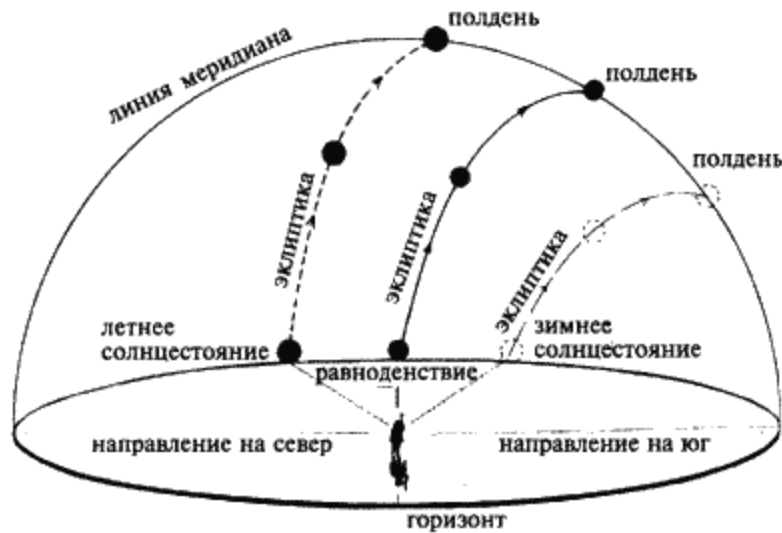 полдень
линия меридиана
полдень
полдень
эклиптика
эклиптика
эклиптика
летнее
солнцестояние
зимнее
солнцестояние
равноденствие
направление на север
направление на юг
горизонт